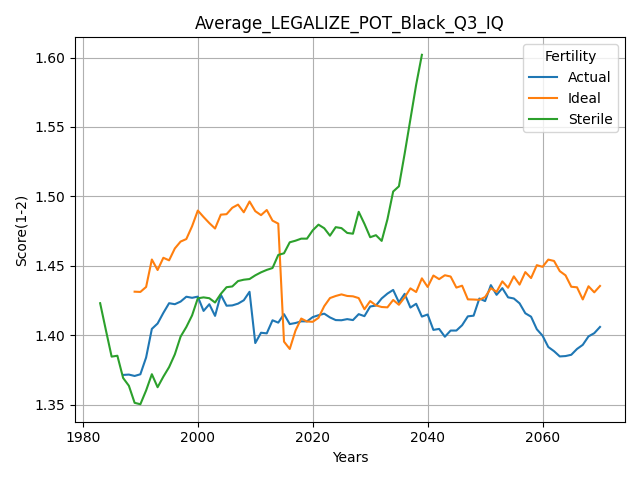 Average_LEGALIZE_POT_Black_Q3_IQ
Score(1-2)
1.60
1.55
1.50
1.45
1.40
1.35
Fertility
Actual
Ideal
Sterile
1980
2000
2020
2040
2060
Years